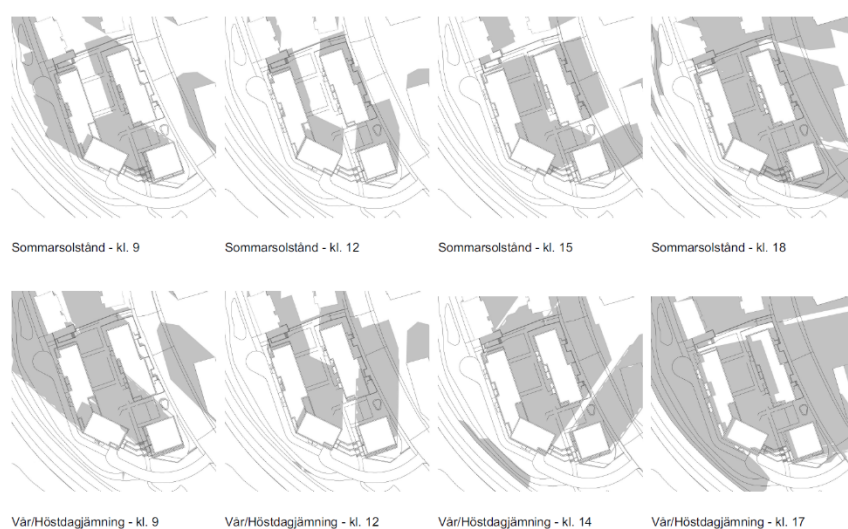 Sommarsolstånd - kl. 9
Sommarsolstånd - kl. 12
Sommarsolstånd - kl. 15
Sommarsolstånd - kl. 18
Vår/Höstdagjämning - kl. 9
Vår/Höstdagjämning - kl. 12
Vår/Höstdagjämning - kl. 14
Vår/Höstdagjämning - kl. 17